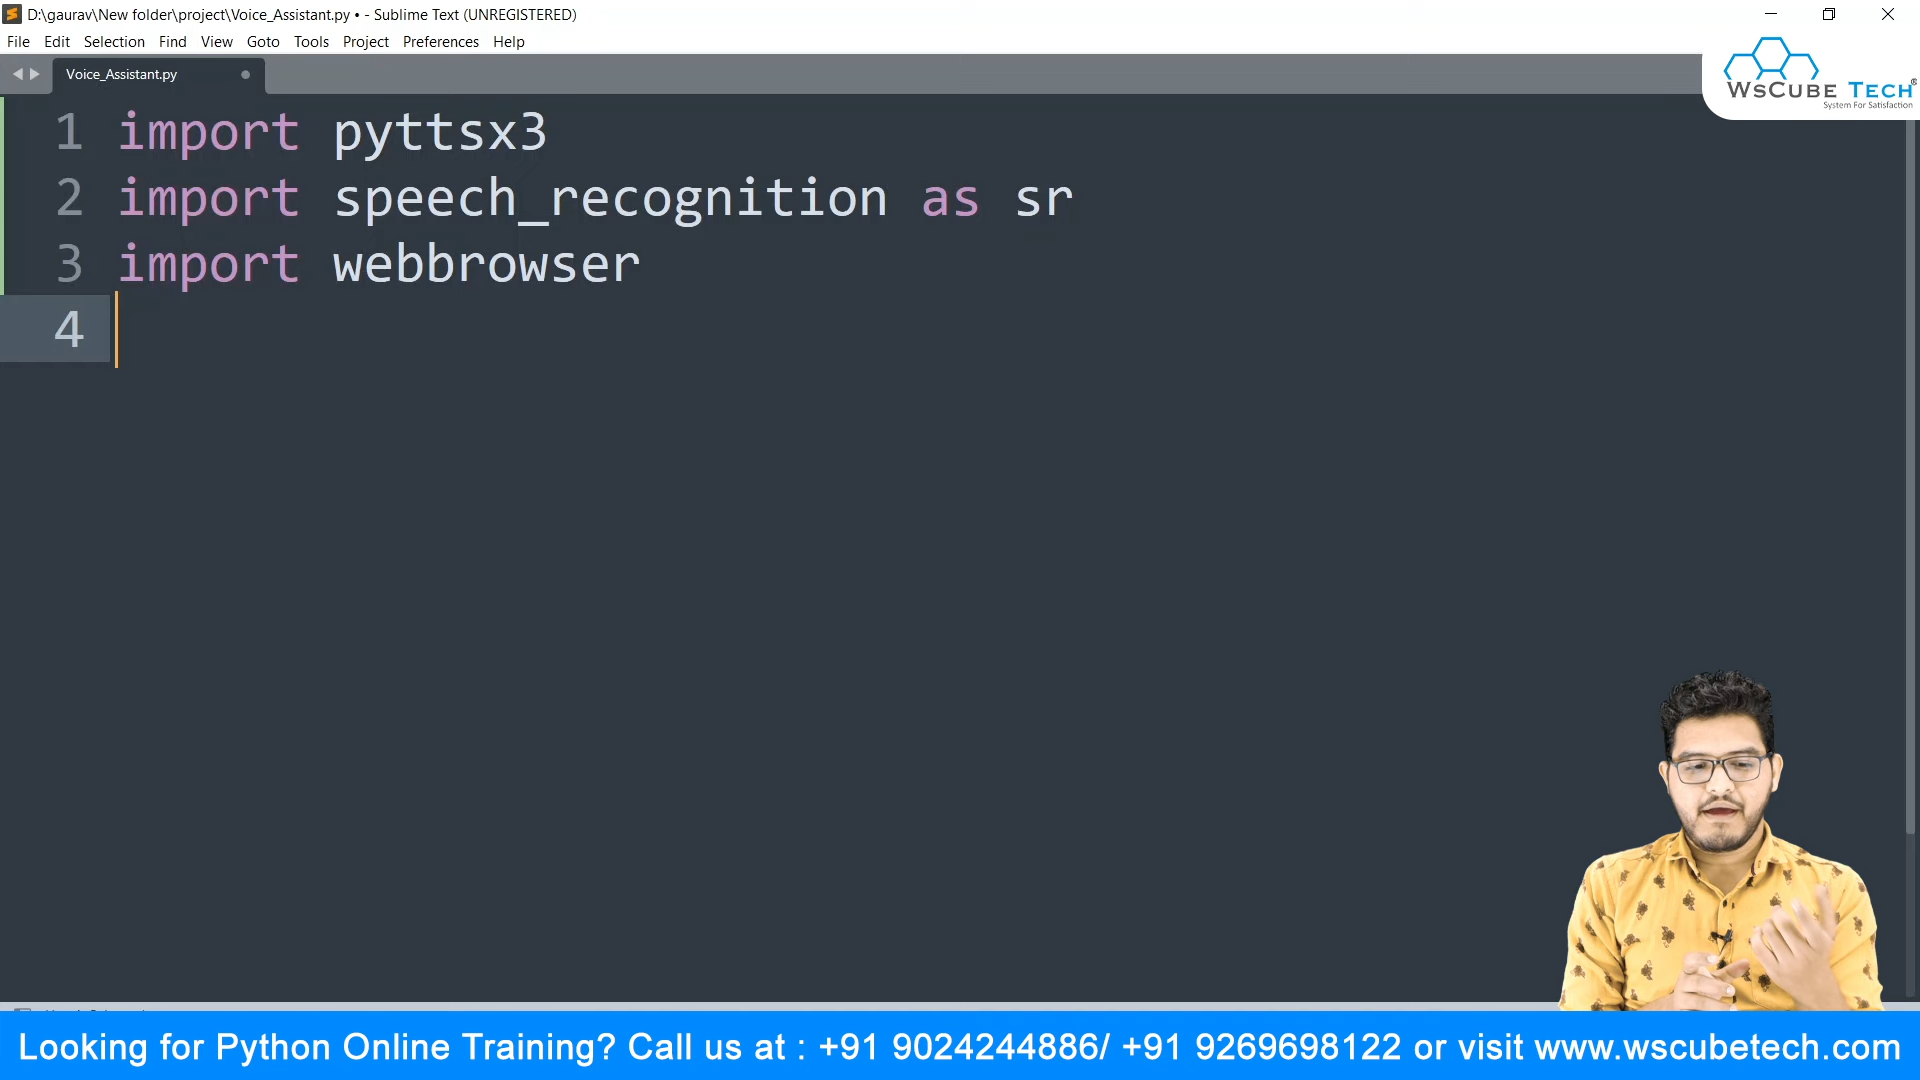 D:\gaurav\New folder\project\Voice_Assistant.py • - Sublime Text (UNREGISTERED)
File Edit Selection Find View Goto Tools Project Preferences Help
Voice_Assistant.py
WsCube Tech®
System For Satisfaction
1 import pyttsx3
2 import speech_recognition as sr
3 import webbrowser
4
Looking for Python Online Training? Call us at : +91 9024244886/ +91 9269698122 or visit www.wscubetech.com